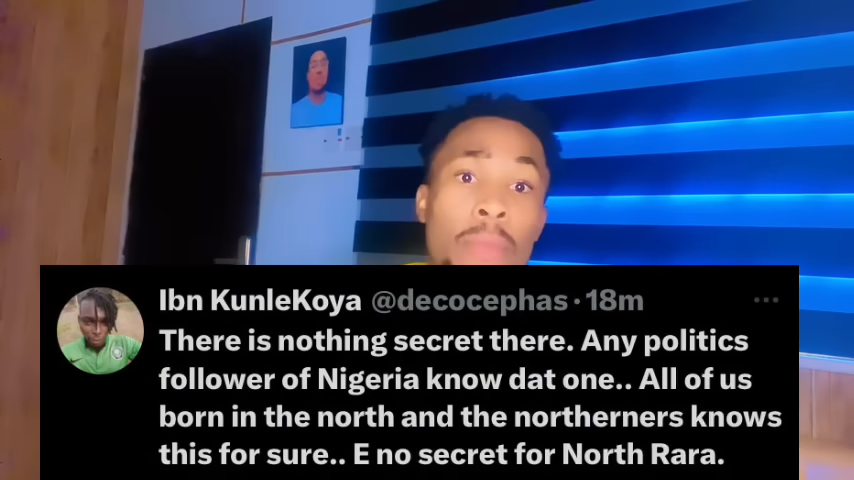 Ibn KunleKoya @decocephas · 18m
There is nothing secret there. Any politics
follower of Nigeria know dat one.. All of us
born in the north and the northerners knows
this for sure.. E no secret for North Rara.